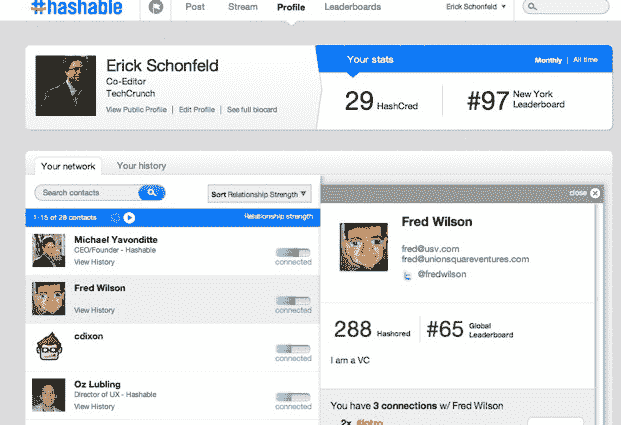 #hashable
Post Stream Profile Leaderboards
Erick Schonfeld
Erick Schonfeld
Co-Editor
TechCrunch
View Public Profile | Edit Profile | See full biocard
Your stats
Monthly | All time
29 HashCred
#97 New York
Leaderboard
Your network
Your history
Search contacts
Sort Relationship Strength
1-15 of 28 contacts
Relationship strength
Michael Yavonditte
CEO/Founder - Hashable
View History
connected
Fred Wilson
View History
connected
cdixon
connected
Oz Lubling
Director of UX - Hashable
View History
connected
close
Fred Wilson
fred@usv.com
fred@unionsquareventures.com
@fredwilson
288 Hashcred
#65 Global
Leaderboard
I am a VC
You have 3 connections w/ Fred Wilson
2x #intro